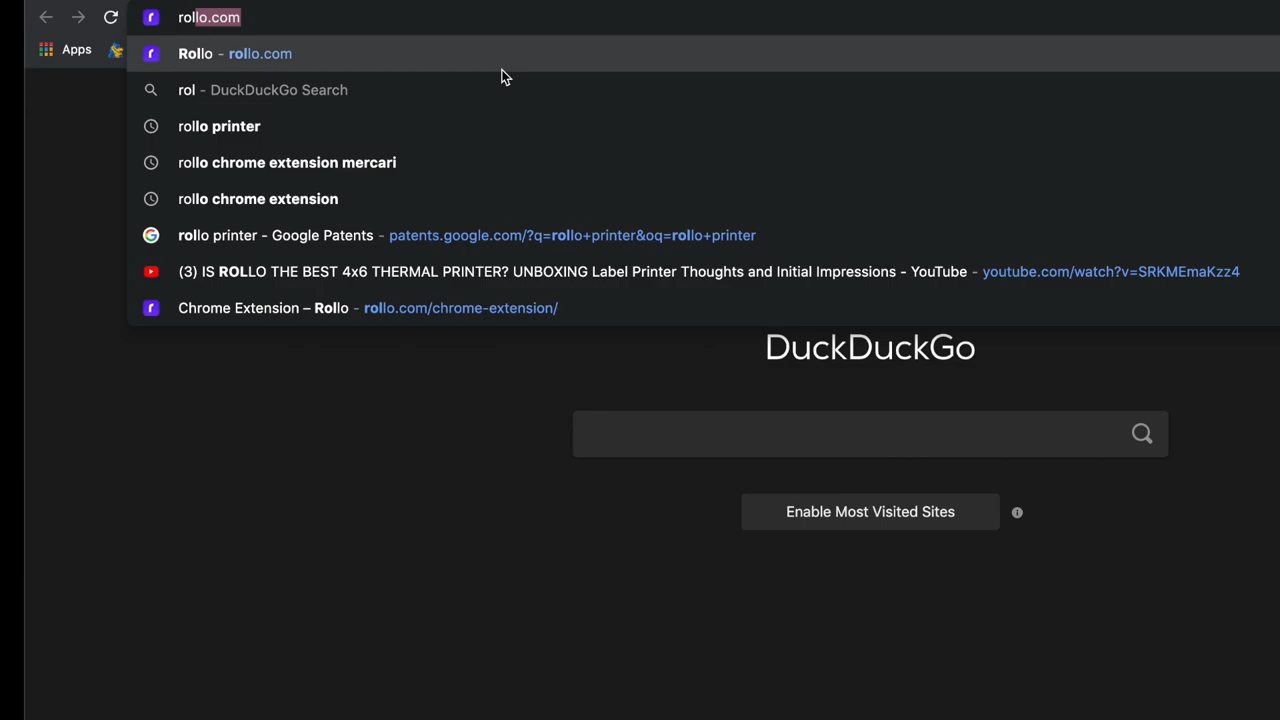 rollo.com
Rollo - rollo.com
Apps
rol - DuckDuckGo Search
rollo printer
rollo chrome extension mercari
rollo chrome extension
rollo printer - Google Patents - patents.google.com/?q=rollo+printer&oq=rollo+printer
(3) IS ROLLO THE BEST 4x6 THERMAL PRINTER? UNBOXING Label Printer Thoughts and Initial Impressions - YouTube - youtube.com/watch?v=SRKMEmaKzz4
Chrome Extension – Rollo - rollo.com/chrome-extension/
DuckDuckGo
Enable Most Visited Sites